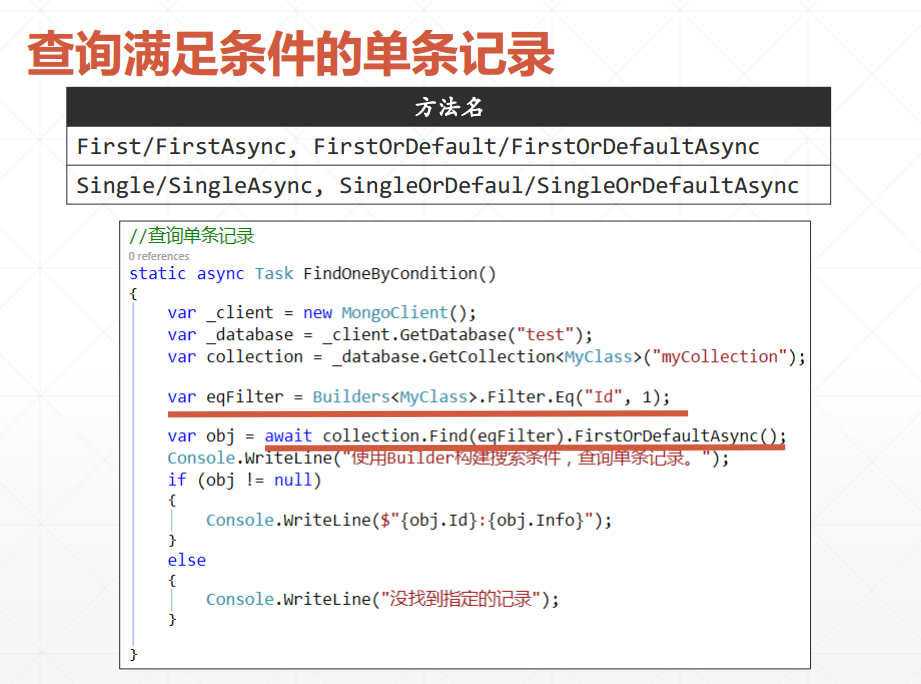 查询满足条件的单条记录
方法名
First/FirstAsync, FirstOrDefault/FirstOrDefaultAsync
Single/SingleAsync, SingleOrDefaul/SingleOrDefaultAsync
//查询单条记录
0 references
static async Task FindOneByCondition()
{
var _client = new MongoClient();
var _database = _client.GetDatabase("test");
var collection = _database.GetCollection<MyClass>("myCollection");
var eqFilter = Builders<MyClass>.Filter.Eq("Id", 1);
var obj = await collection.Find(eqFilter).FirstOrDefaultAsync();
Console.WriteLine("使用Builder构建搜索条件，查询单条记录。");
if (obj != null)
{
Console.WriteLine($"{obj.Id}:{obj.Info}");
}
else
{
Console.WriteLine("没找到指定的记录");
}
}